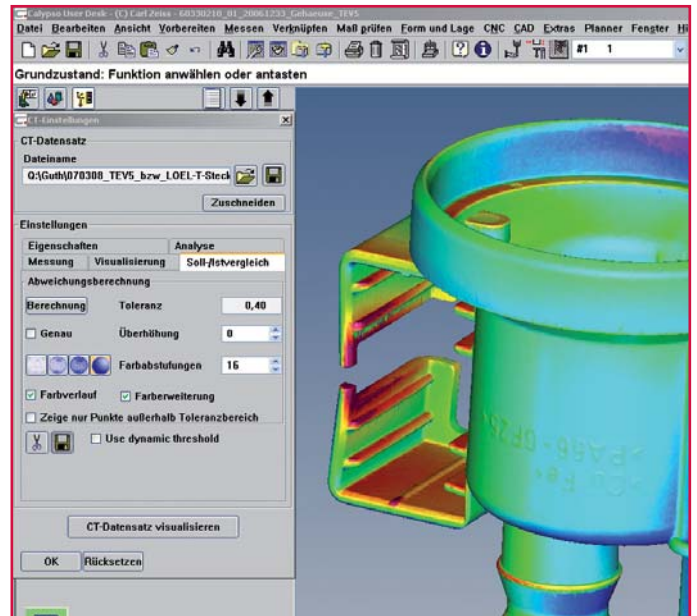 Calypso User Desk - (C) Carl Zeiss - 60330210_01_20061233_Gehaeuse_TEV5
Datei Bearbeiten Ansicht Vorbereiten Messen Verknüpfen Maß prüfen Form und Lage CNC CAD Extras Planner Fenster
#1 1
Grundzustand: Funktion anwählen oder antasten
CT-Einstellungen
CT-Datensatz
Dateiname
Q:\Guth\070308_TEV5_bzw_LOEL-T-Steck
Zuschneiden
Einstellungen
Eigenschaften Analyse
Messung Visualisierung Soll-/Istvergleich
Abweichungsberechnung
Berechnung Toleranz 0,40
Genau Überhöhung 0
Farbabstufungen 16
Farbverlauf Farberweiterung
Zeige nur Punkte außerhalb Toleranzbereich
Use dynamic threshold
CT-Datensatz visualisieren
OK Rücksetzen